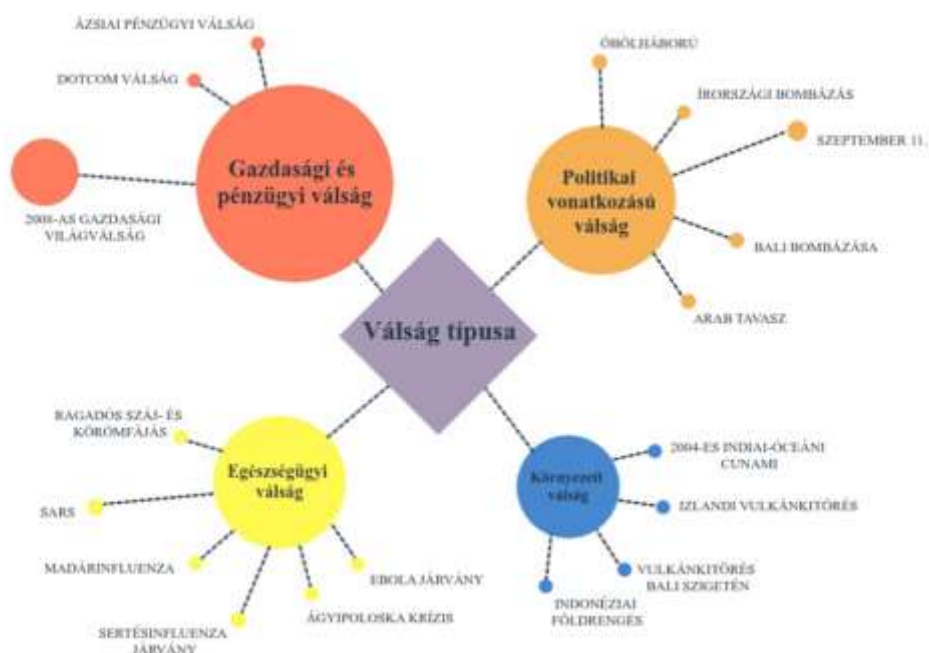 ÁZSIAI PÉNZÜGYI VÁLSÁG
DOTCOM VÁLSÁG
Gazdasági és
pénzügyi válság
2008-AS GAZDASÁGI
VILÁGVÁLSÁG
ÖBÖLHÁBORÚ
ÍRORSZÁGI BOMBÁZÁS
SZEPTEMBER 11.
Politikai
vonatkozású
válság
BALI BOMBÁZÁSA
ARAB TAVASZ
Válság típusa
RAGADÓS SZÁJ- ÉS
KÖRÖMFÁJÁS
Egészségügyi
válság
SARS
MADÁRINFLUENZA
SERTÉSINFLUENZA
JÁRVÁNY
ÁGYIPOLOSKA KRÍZIS
EBOLA JÁRVÁNY
Környezeti
válság
2004-ES INDIAI-ÓCEÁNI
CUNAMI
IZLANDI VULKÁNKITÖRÉS
VULKÁNKITÖRÉS
BALI SZIGETÉN
INDONÉZIAI
FÖLDRENGÉS